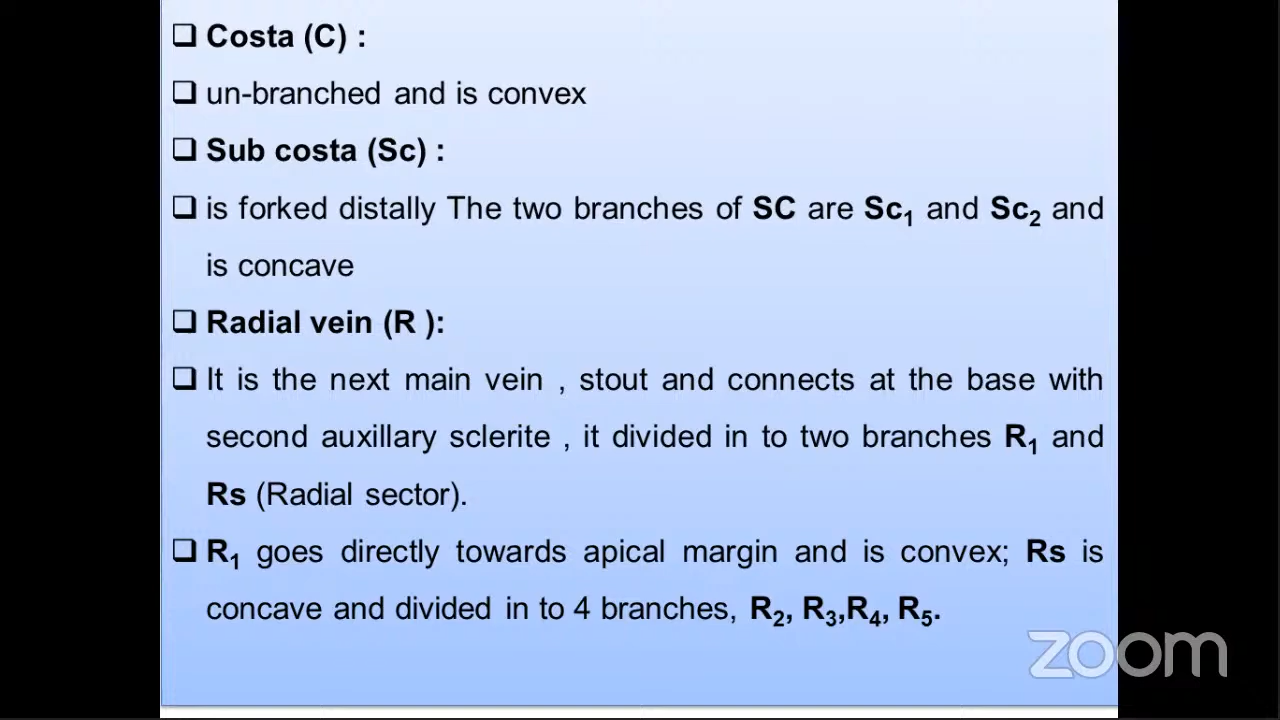 ❑ Costa (C) :
❑ un-branched and is convex
❑ Sub costa (Sc) :
❑ is forked distally The two branches of SC are Sc₁ and Sc₂ and
is concave
❑ Radial vein (R ):
❑ It is the next main vein , stout and connects at the base with
second auxillary sclerite , it divided in to two branches R₁ and
Rs (Radial sector).
❑ R₁ goes directly towards apical margin and is convex; Rs is
concave and divided in to 4 branches, R₂, R₃,R₄, R₅.
zoom